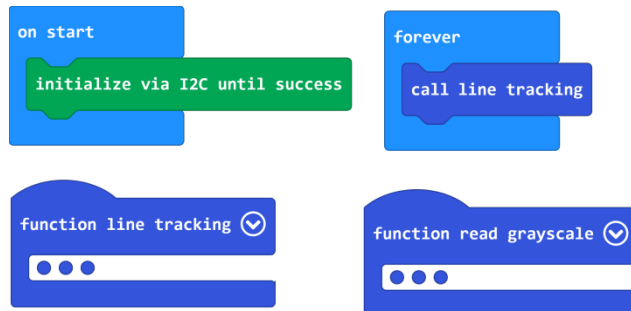 on start
initialize via I2C until success
forever
call line tracking
function line tracking
function read grayscale